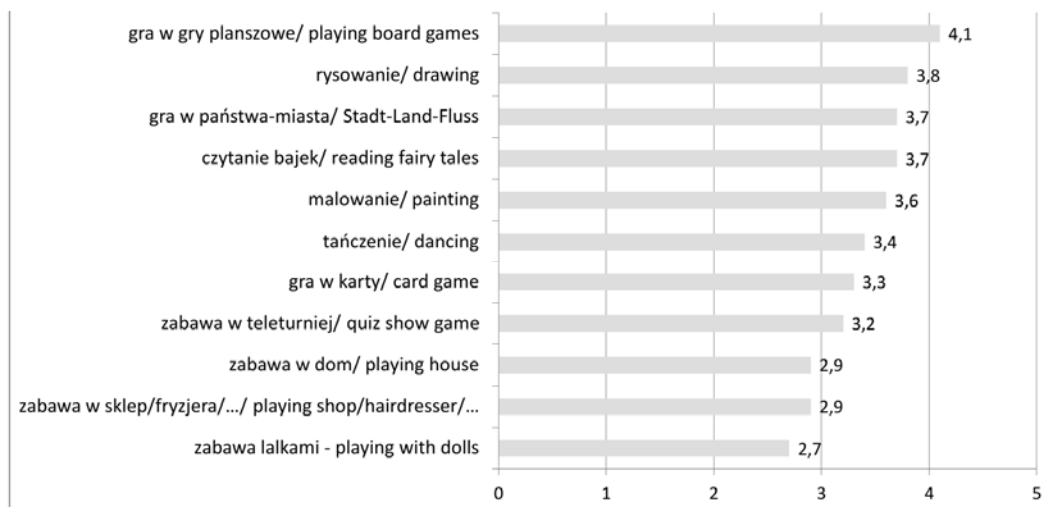 gra w gry planszowe/ playing board games 4,1
rysowanie/ drawing 3,8
gra w państwa-miasta/ Stadt-Land-Fluss 3,7
czytanie bajek/ reading fairy tales 3,7
malowanie/ painting 3,6
tańczenie/ dancing 3,4
gra w karty/ card game 3,3
zabawa w teleturniej/ quiz show game 3,2
zabawa w dom/ playing house 2,9
zabawa w sklep/fryzjera/…/ playing shop/hairdresser/… 2,9
zabawa lalkami - playing with dolls 2,7
0 1 2 3 4 5